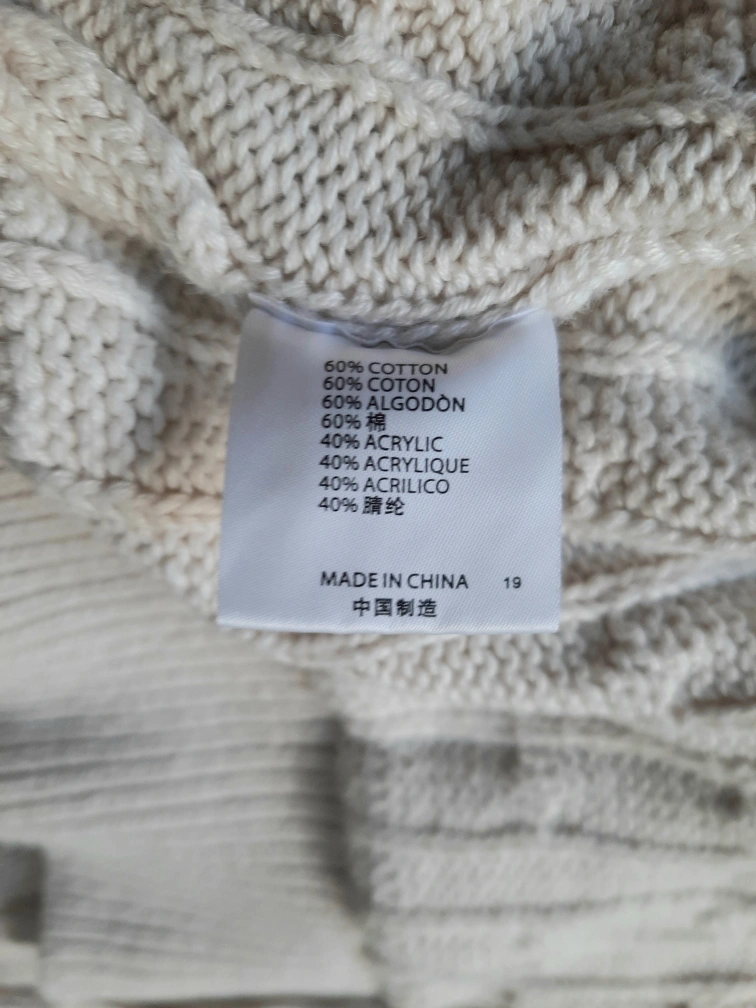 60% COTTON
60% COTON
60% ALGODÒN
60% 棉
40% ACRYLIC
40% ACRYLIQUE
40% ACRILICO
40% 腈纶
MADE IN CHINA 19
中国制造